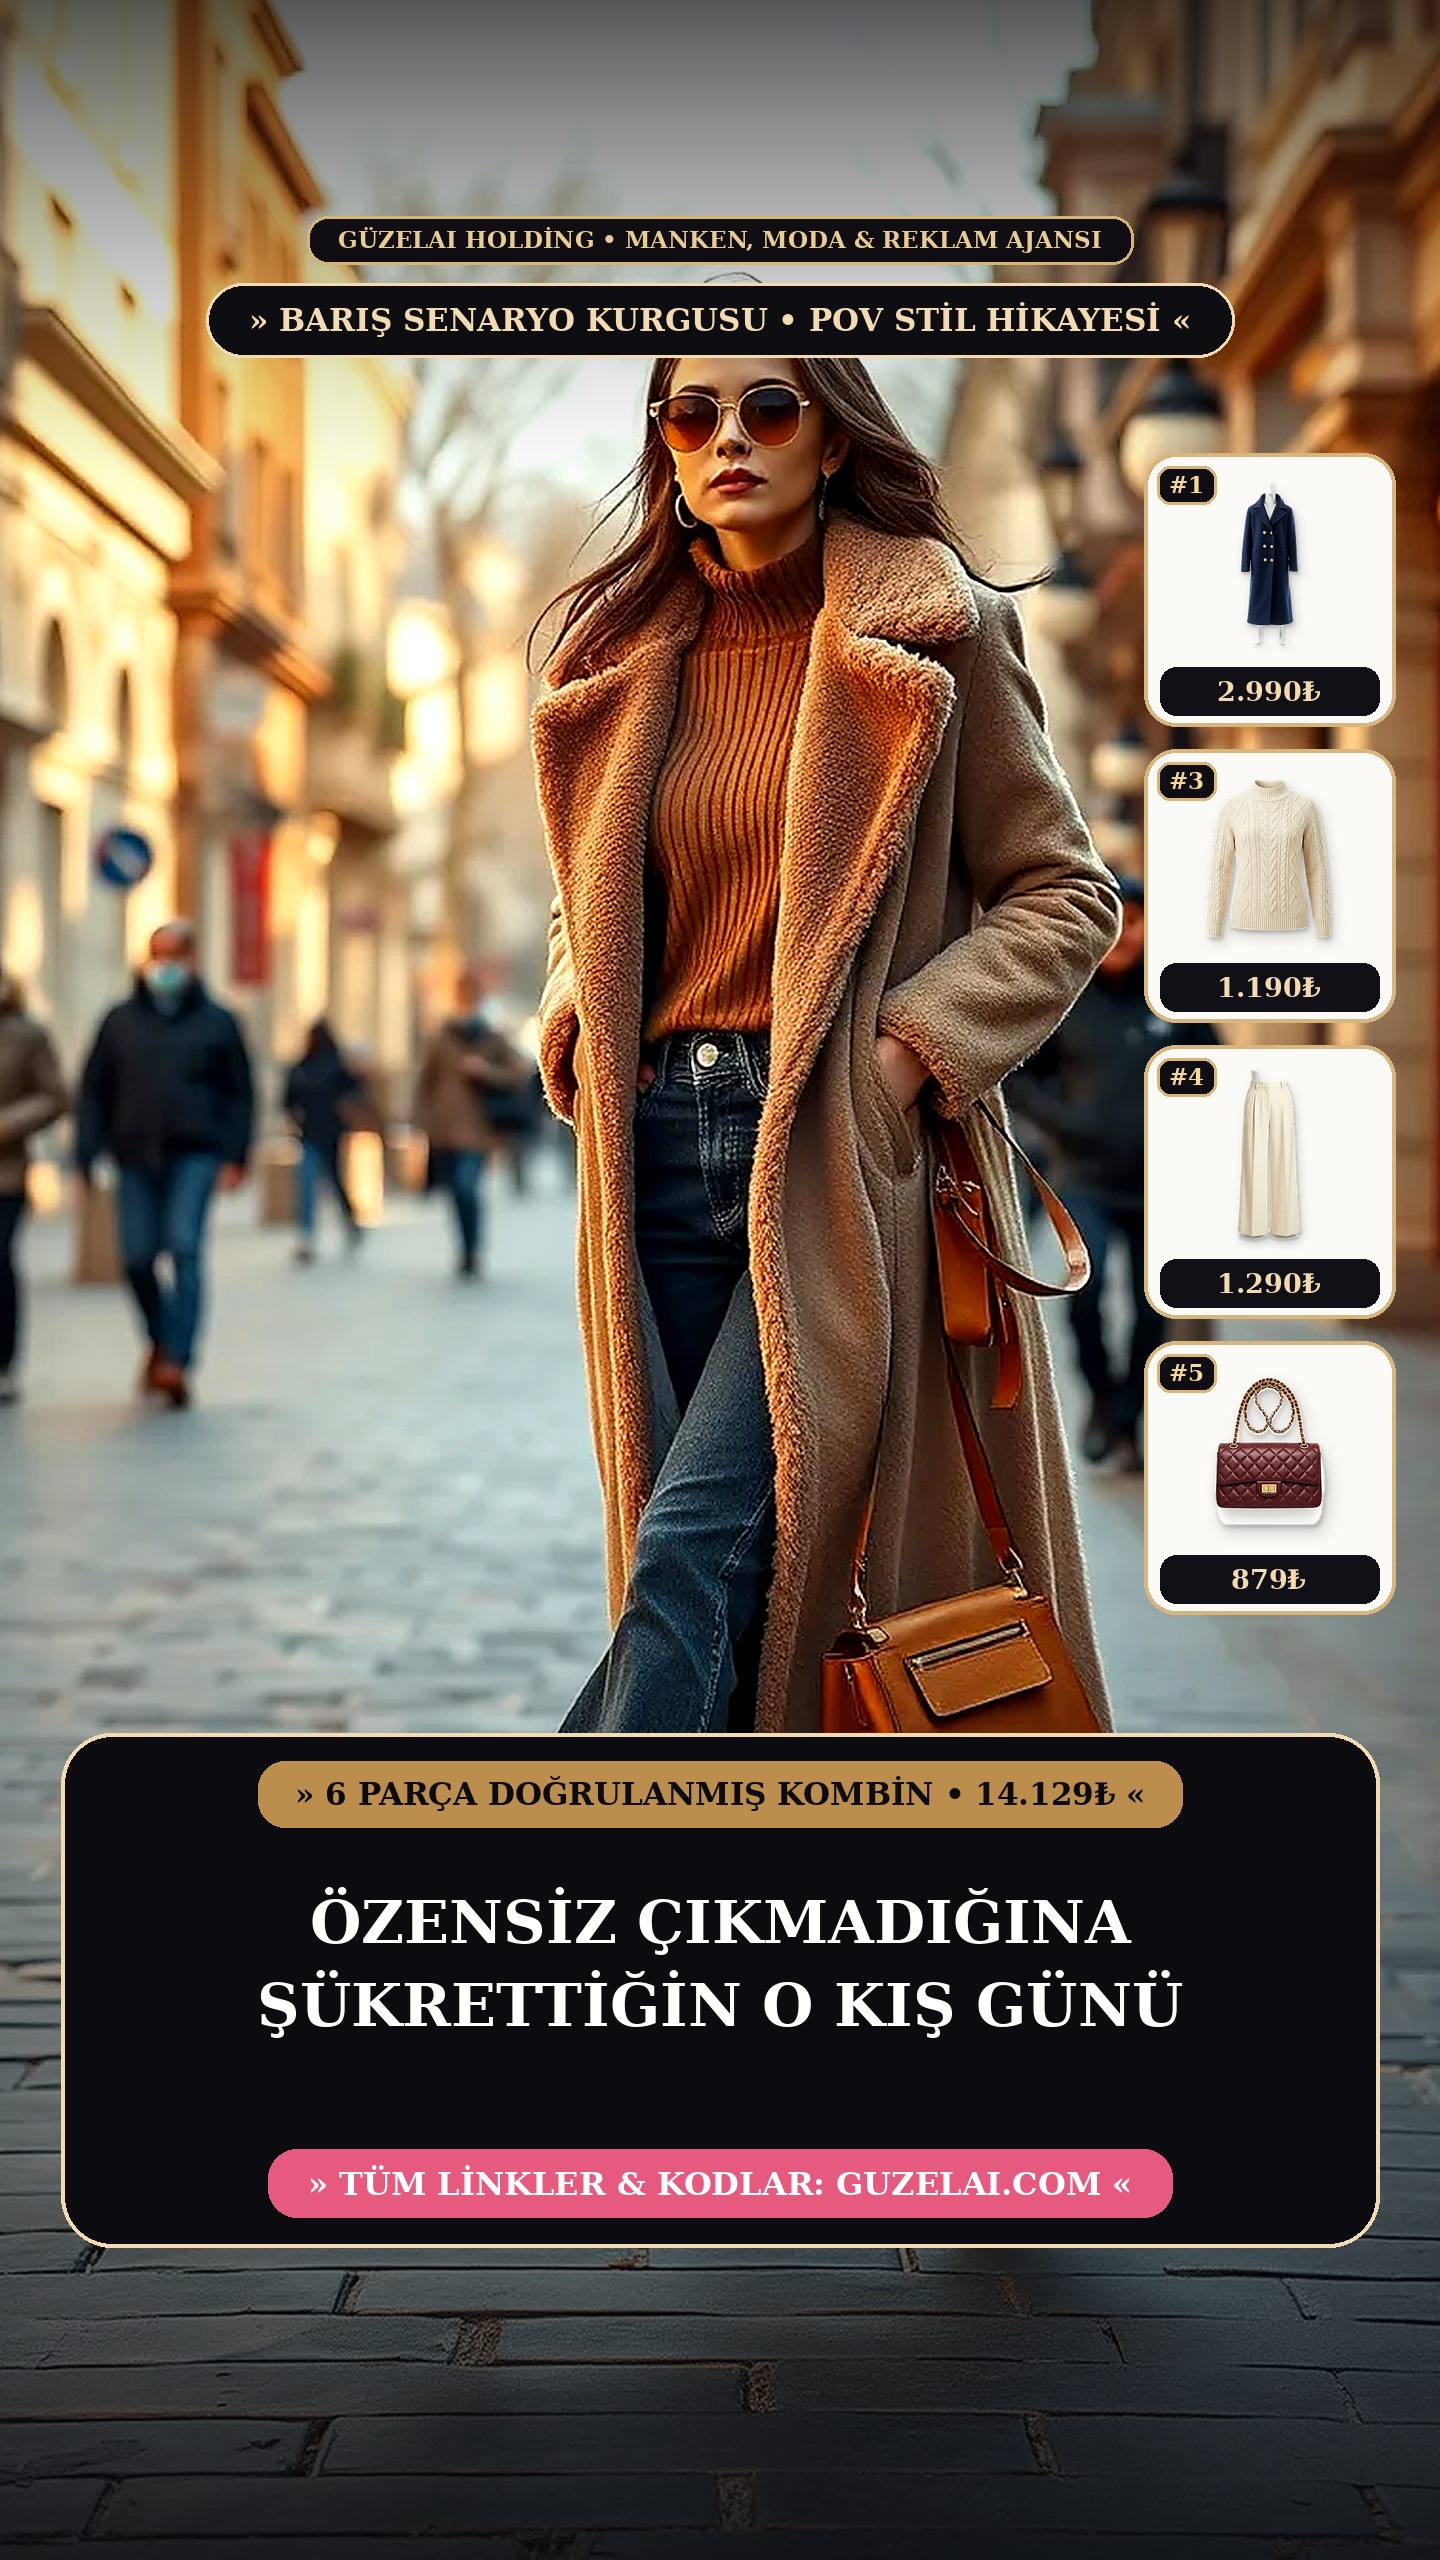 GÜZELAI HOLDİNG • MANKEN, MODA & REKLAM AJANSI
» BARIŞ SENARYO KURGUSU • POV STİL HİKAYESİ «
#1
2.990₺
#3
1.190₺
#4
1.290₺
#5
879₺
» 6 PARÇA DOĞRULANMIŞ KOMBİN • 14.129₺ «
ÖZENSİZ ÇIKMADIĞINA
ŞÜKRETTİĞİN O KIŞ GÜNÜ
» TÜM LİNKLER & KODLAR: GUZELAI.COM «